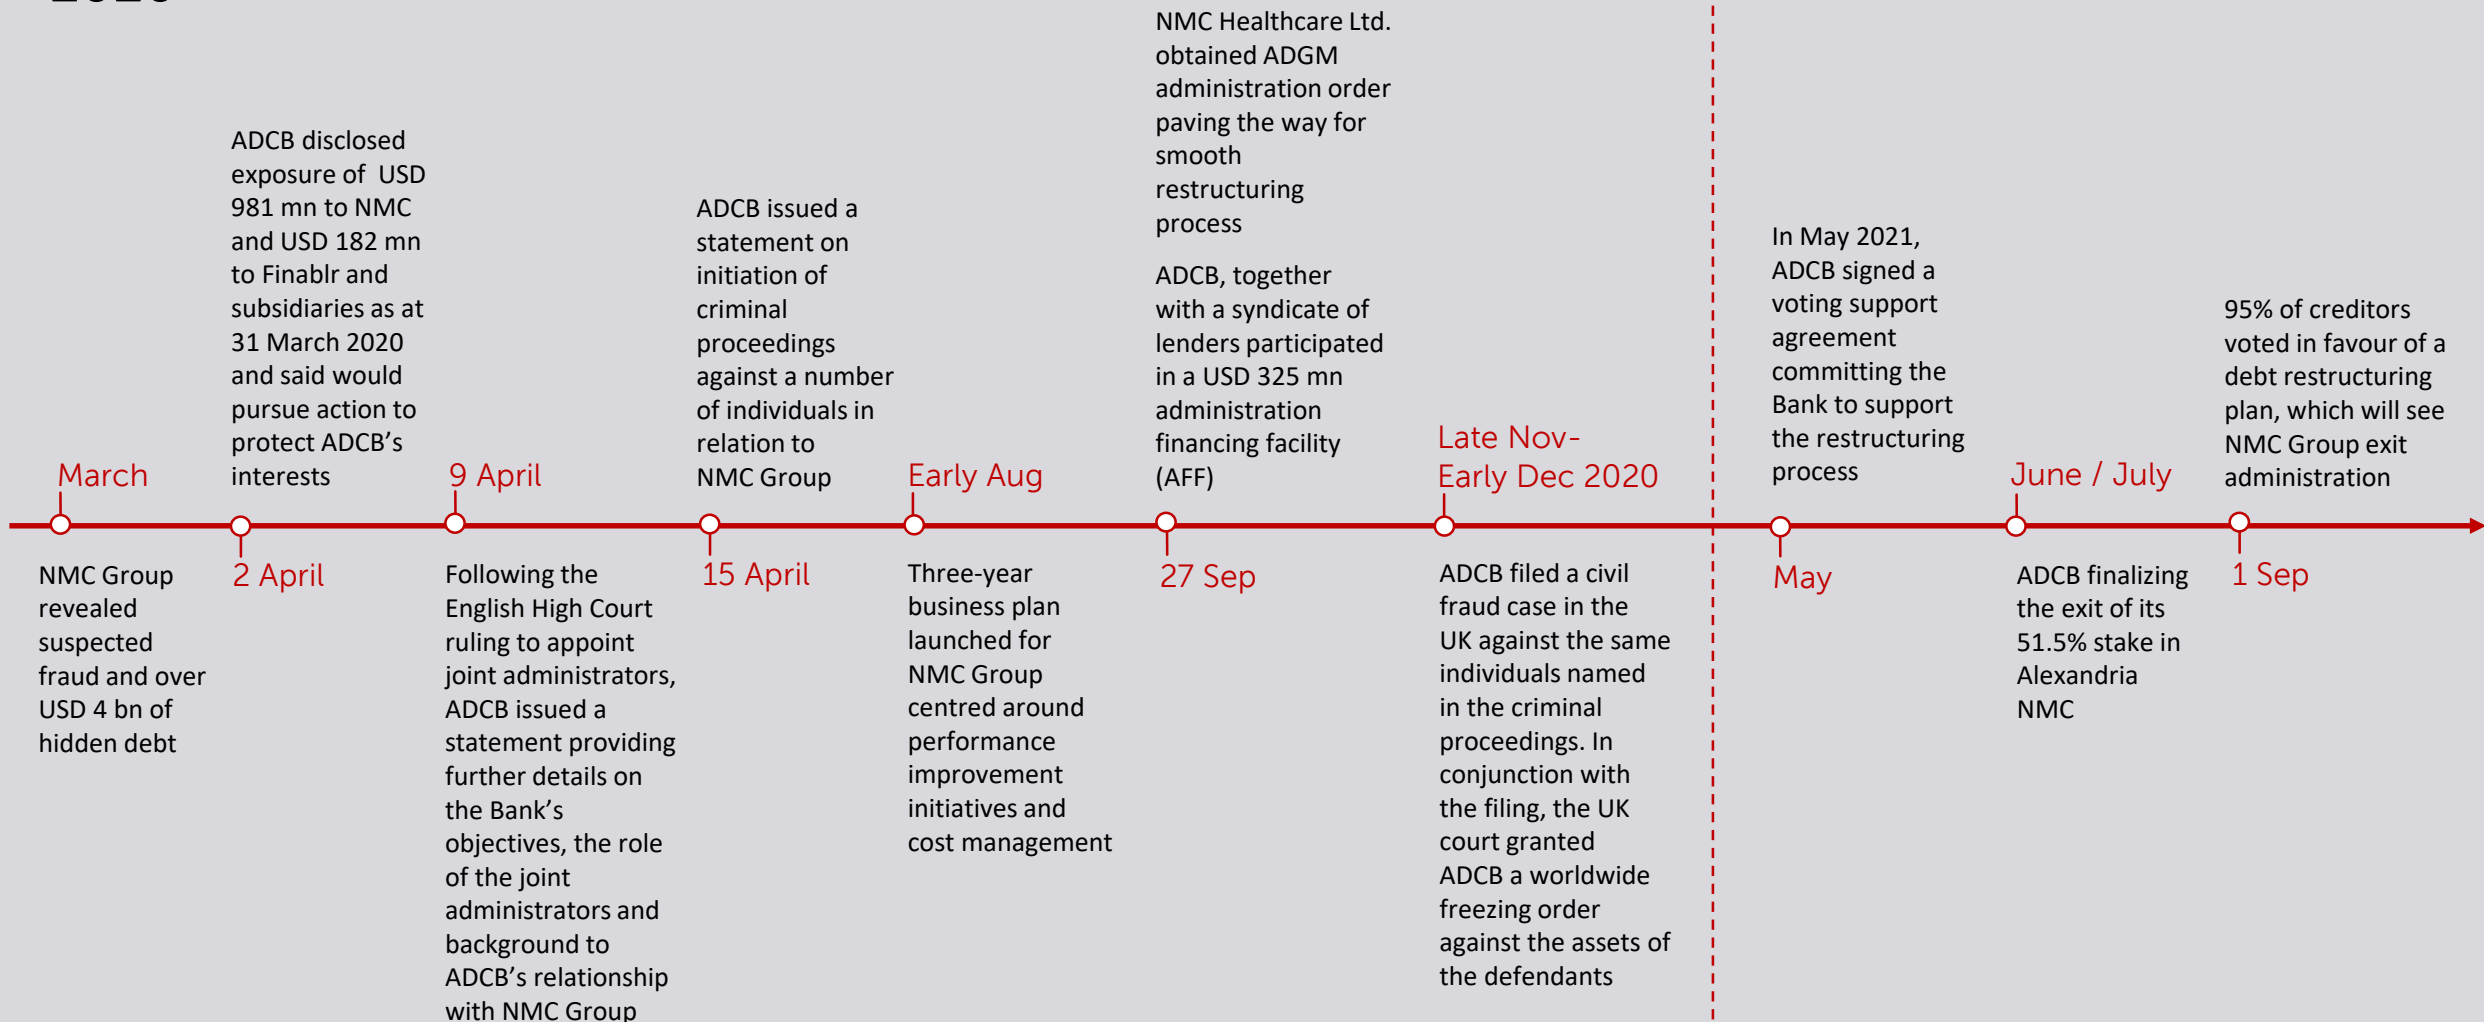 March
NMC Group
revealed
suspected
fraud and over
USD 4 bn of
hidden debt
ADCB disclosed
exposure of USD
981 mn to NMC
and USD 182 mn
to Finablr and
subsidiaries as at
31 March 2020
and said would
pursue action to
protect ADCB’s
interests
2 April
9 April
Following the
English High Court
ruling to appoint
joint administrators,
ADCB issued a
statement providing
further details on
the Bank’s
objectives, the role
of the joint
administrators and
background to
ADCB’s relationship
with NMC Group
ADCB issued a
statement on
initiation of
criminal
proceedings
against a number
of individuals in
relation to
NMC Group
15 April
Early Aug
Three-year
business plan
launched for
NMC Group
centred around
performance
improvement
initiatives and
cost management
NMC Healthcare Ltd.
obtained ADGM
administration order
paving the way for
smooth
restructuring
process
ADCB, together
with a syndicate of
lenders participated
in a USD 325 mn
administration
financing facility
(AFF)
27 Sep
Late Nov-
Early Dec 2020
ADCB filed a civil
fraud case in the
UK against the same
individuals named
in the criminal
proceedings. In
conjunction with
the filing, the UK
court granted
ADCB a worldwide
freezing order
against the assets of
the defendants
In May 2021,
ADCB signed a
voting support
agreement
committing the
Bank to support
the restructuring
process
May
June / July
ADCB finalizing
the exit of its
51.5% stake in
Alexandria
NMC
95% of creditors
voted in favour of a
debt restructuring
plan, which will see
NMC Group exit
administration
1 Sep